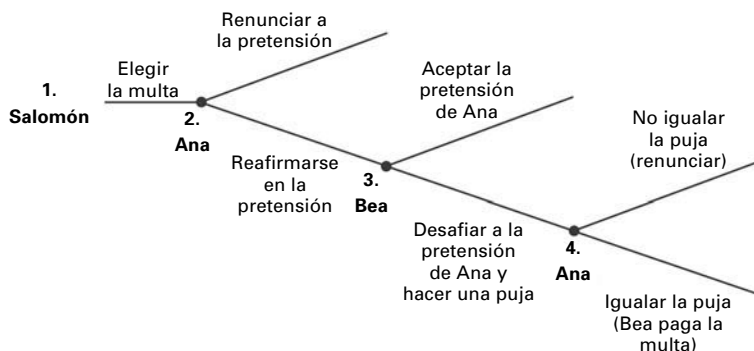 1.
Salomón
Elegir
la multa
2.
Ana
Renunciar a
la pretensión
Reafirmarse
en la
pretensión
3.
Bea
Aceptar la
pretensión
de Ana
Desafiar a la
pretensión
de Ana y
hacer una puja
4.
Ana
No igualar
la puja
(renunciar)
Igualar la puja
(Bea paga la
multa)